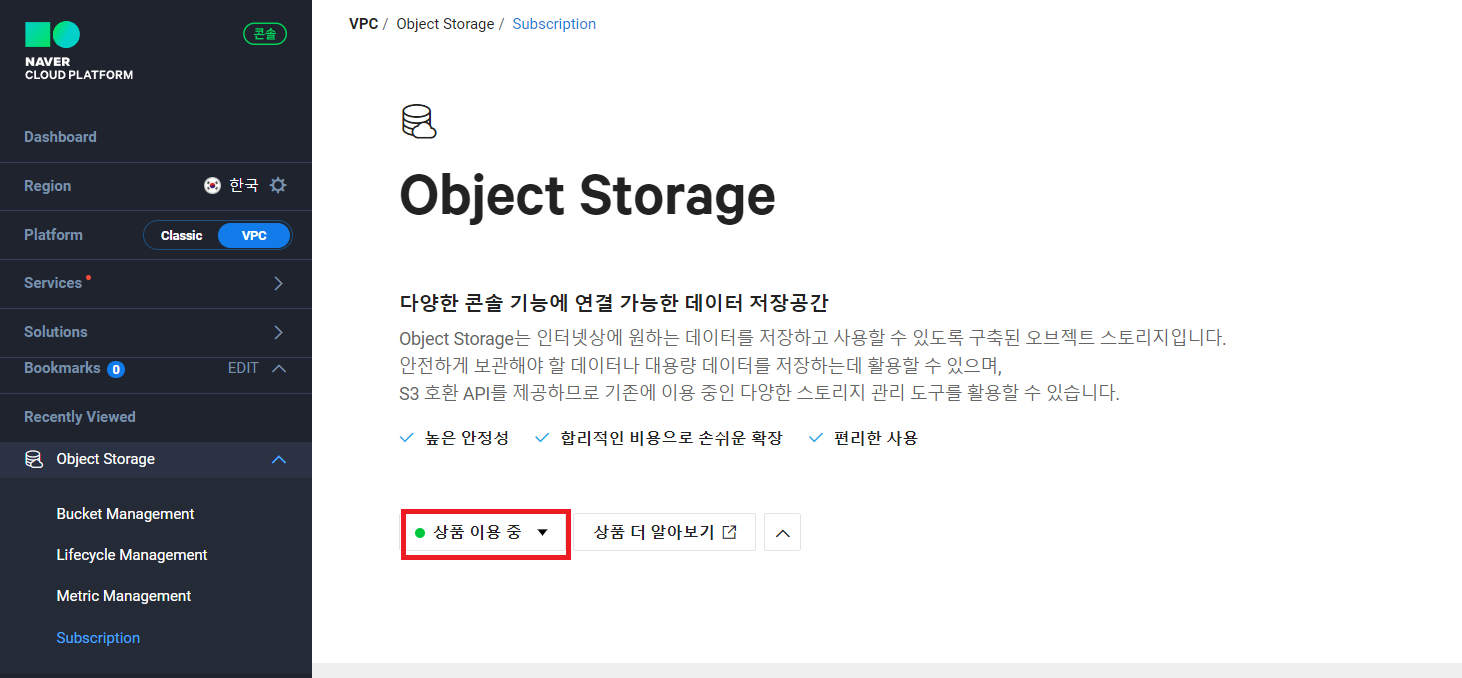 NAVER
CLOUD PLATFORM
콘솔
Dashboard
Region 한국
Platform Classic VPC
Services
Solutions
Bookmarks 0 EDIT
Recently Viewed
Object Storage
Bucket Management
Lifecycle Management
Metric Management
Subscription
VPC / Object Storage / Subscription
Object Storage
다양한 콘솔 기능에 연결 가능한 데이터 저장공간
Object Storage는 인터넷상에 원하는 데이터를 저장하고 사용할 수 있도록 구축된 오브젝트 스토리지입니다.
안전하게 보관해야 할 데이터나 대용량 데이터를 저장하는데 활용할 수 있으며,
S3 호환 API를 제공하므로 기존에 이용 중인 다양한 스토리지 관리 도구를 활용할 수 있습니다.
높은 안정성 합리적인 비용으로 손쉬운 확장 편리한 사용
상품 이용 중 상품 더 알아보기